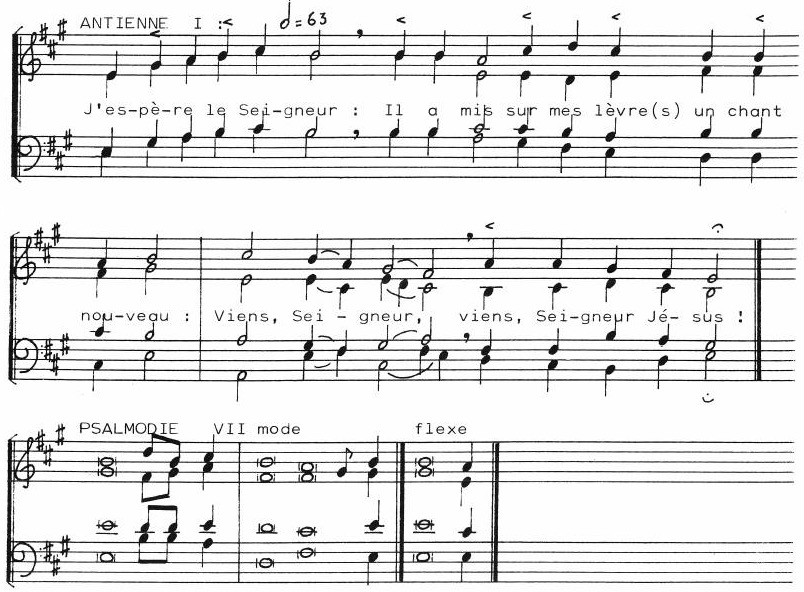 ANTIENNE I : ♩=63
J'es-pè-re le Sei-gneur : Il a mis sur mes lèvre(s) un chant
nou-veau : Viens, Sei - gneur, viens, Sei-gneur Jé- sus !
PSALMODIE VII mode flexe